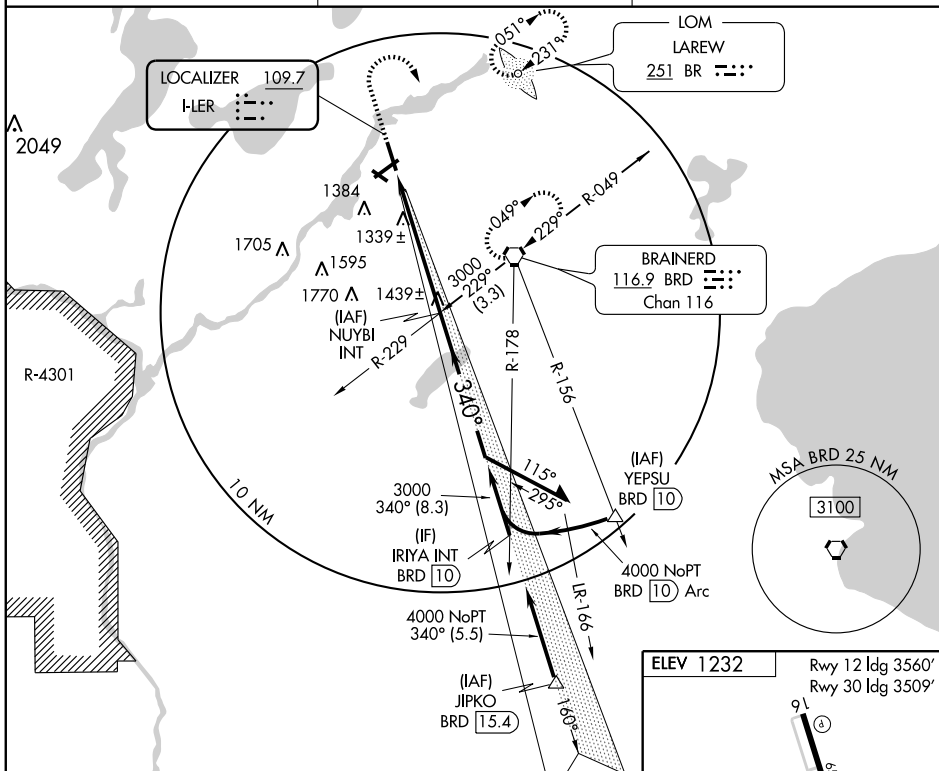 051°
231°
LOM
LAREW
251 BR
LOCALIZER 109.7
I-LER
2049
R-049
1384
049°
229°
1339±
1705
1595
BRAINERD
116.9 BRD
Chan 116
3000
229°
(3.3)
1770
1439±
(IAF)
NUYBI
INT
R-229
R-178
R-156
R-4301
340°
(IAF)
YEPSU
BRD 10
MSA BRD 25 NM
3100
115°
295°
10 NM
3000
340° (8.3)
(IF)
IRIYA INT
BRD 10
4000 NoPT
BRD 10 Arc
LR-166
4000 NoPT
340° (5.5)
(IAF)
JIPKO
BRD 15.4
160°
ELEV 1232
Rwy 12 ldg 3560'
Rwy 30 ldg 3509'
16
P